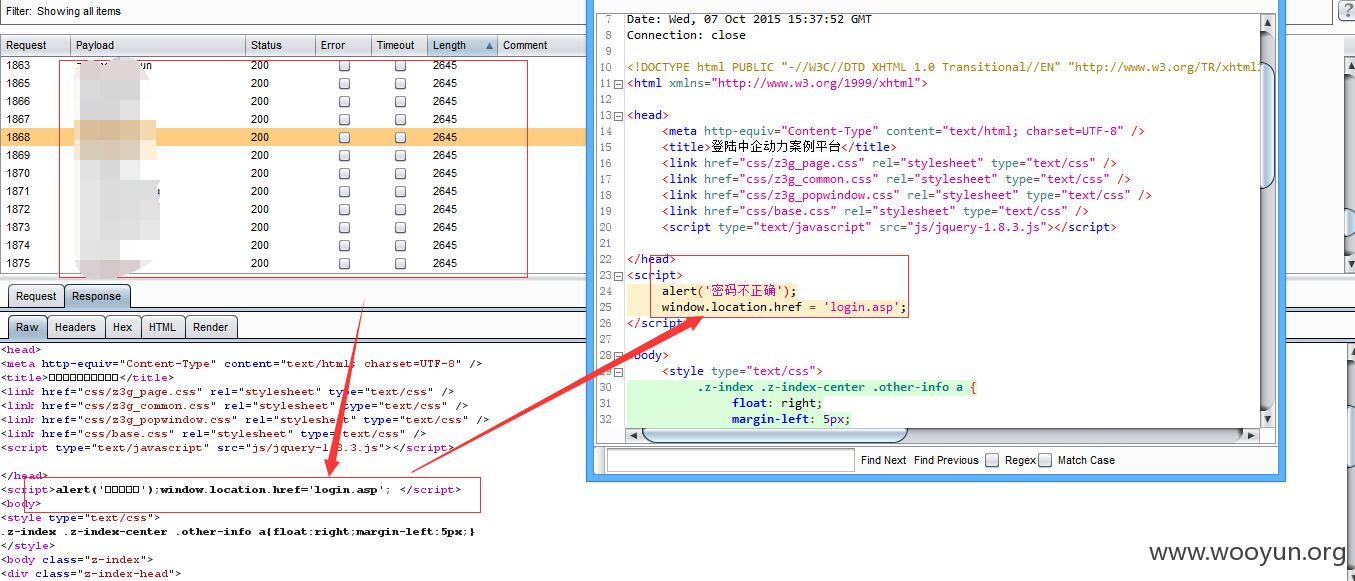 Filter: Showing all items
Request Payload Status Error Timeout Length Comment
1863 200 2645
1865 200 2645
1866 200 2645
1867 200 2645
1868 200 2645
1869 200 2645
1870 200 2645
1871 200 2645
1872 200 2645
1873 200 2645
1874 200 2645
1875 200 2645
Request Response
Raw Headers Hex HTML Render
<head>
<meta http-equiv="Content-Type" content="text/html; charset=UTF-8" />
<title>□□□□□□□□□□</title>
<link href="css/z3g_page.css" rel="stylesheet" type="text/css" />
<link href="css/z3g_common.css" rel="stylesheet" type="text/css" />
<link href="css/z3g_popwindow.css" rel="stylesheet" type="text/css" />
<link href="css/base.css" rel="stylesheet" type="text/css" />
<script type="text/javascript" src="js/jquery-1.8.3.js"></script>
</head>
<script>alert('□□□□□');window.location.href='login.asp'; </script>
<body>
<style type="text/css">
.z-index .z-index-center .other-info a{float:right;margin-left:5px;}
</style>
<body class="z-index">
<div class="z-index-head">
7 Date: Wed, 07 Oct 2015 15:37:52 GMT
8 Connection: close
9
10 <!DOCTYPE html PUBLIC "-//W3C//DTD XHTML 1.0 Transitional//EN" "http://www.w3.org/TR/xhtml1
11 <html xmlns="http://www.w3.org/1999/xhtml">
12
13 <head>
14 <meta http-equiv="Content-Type" content="text/html; charset=UTF-8" />
15 <title>登陆中企动力案例平台</title>
16 <link href="css/z3g_page.css" rel="stylesheet" type="text/css" />
17 <link href="css/z3g_common.css" rel="stylesheet" type="text/css" />
18 <link href="css/z3g_popwindow.css" rel="stylesheet" type="text/css" />
19 <link href="css/base.css" rel="stylesheet" type="text/css" />
20 <script type="text/javascript" src="js/jquery-1.8.3.js"></script>
21
22 </head>
23 <script>
24 alert('密码不正确');
25 window.location.href = 'login.asp';
26 </script>
27
28 <body>
29 <style type="text/css">
30 .z-index .z-index-center .other-info a {
31 float: right;
32 margin-left: 5px;
Find Next Find Previous Regex Match Case
www.wooyun.org